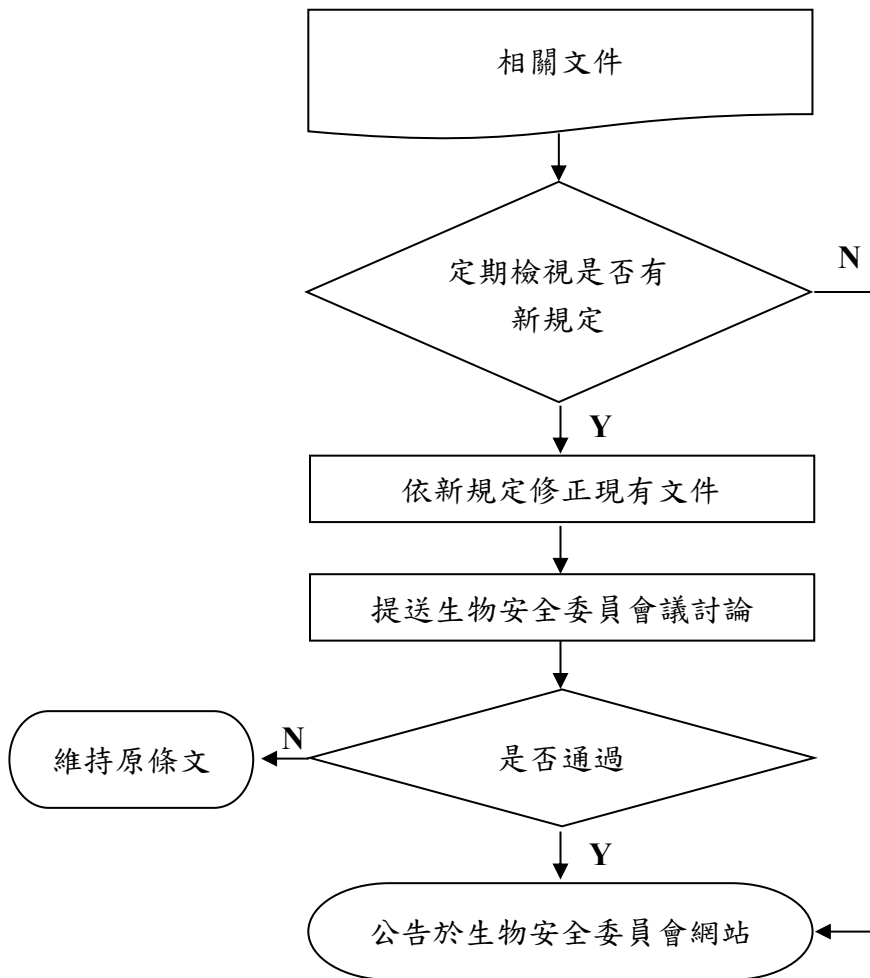 相關文件
定期檢視是否有
新規定
N
Y
依新規定修正現有文件
提送生物安全委員會議討論
是否通過
N
維持原條文
Y
公告於生物安全委員會網站